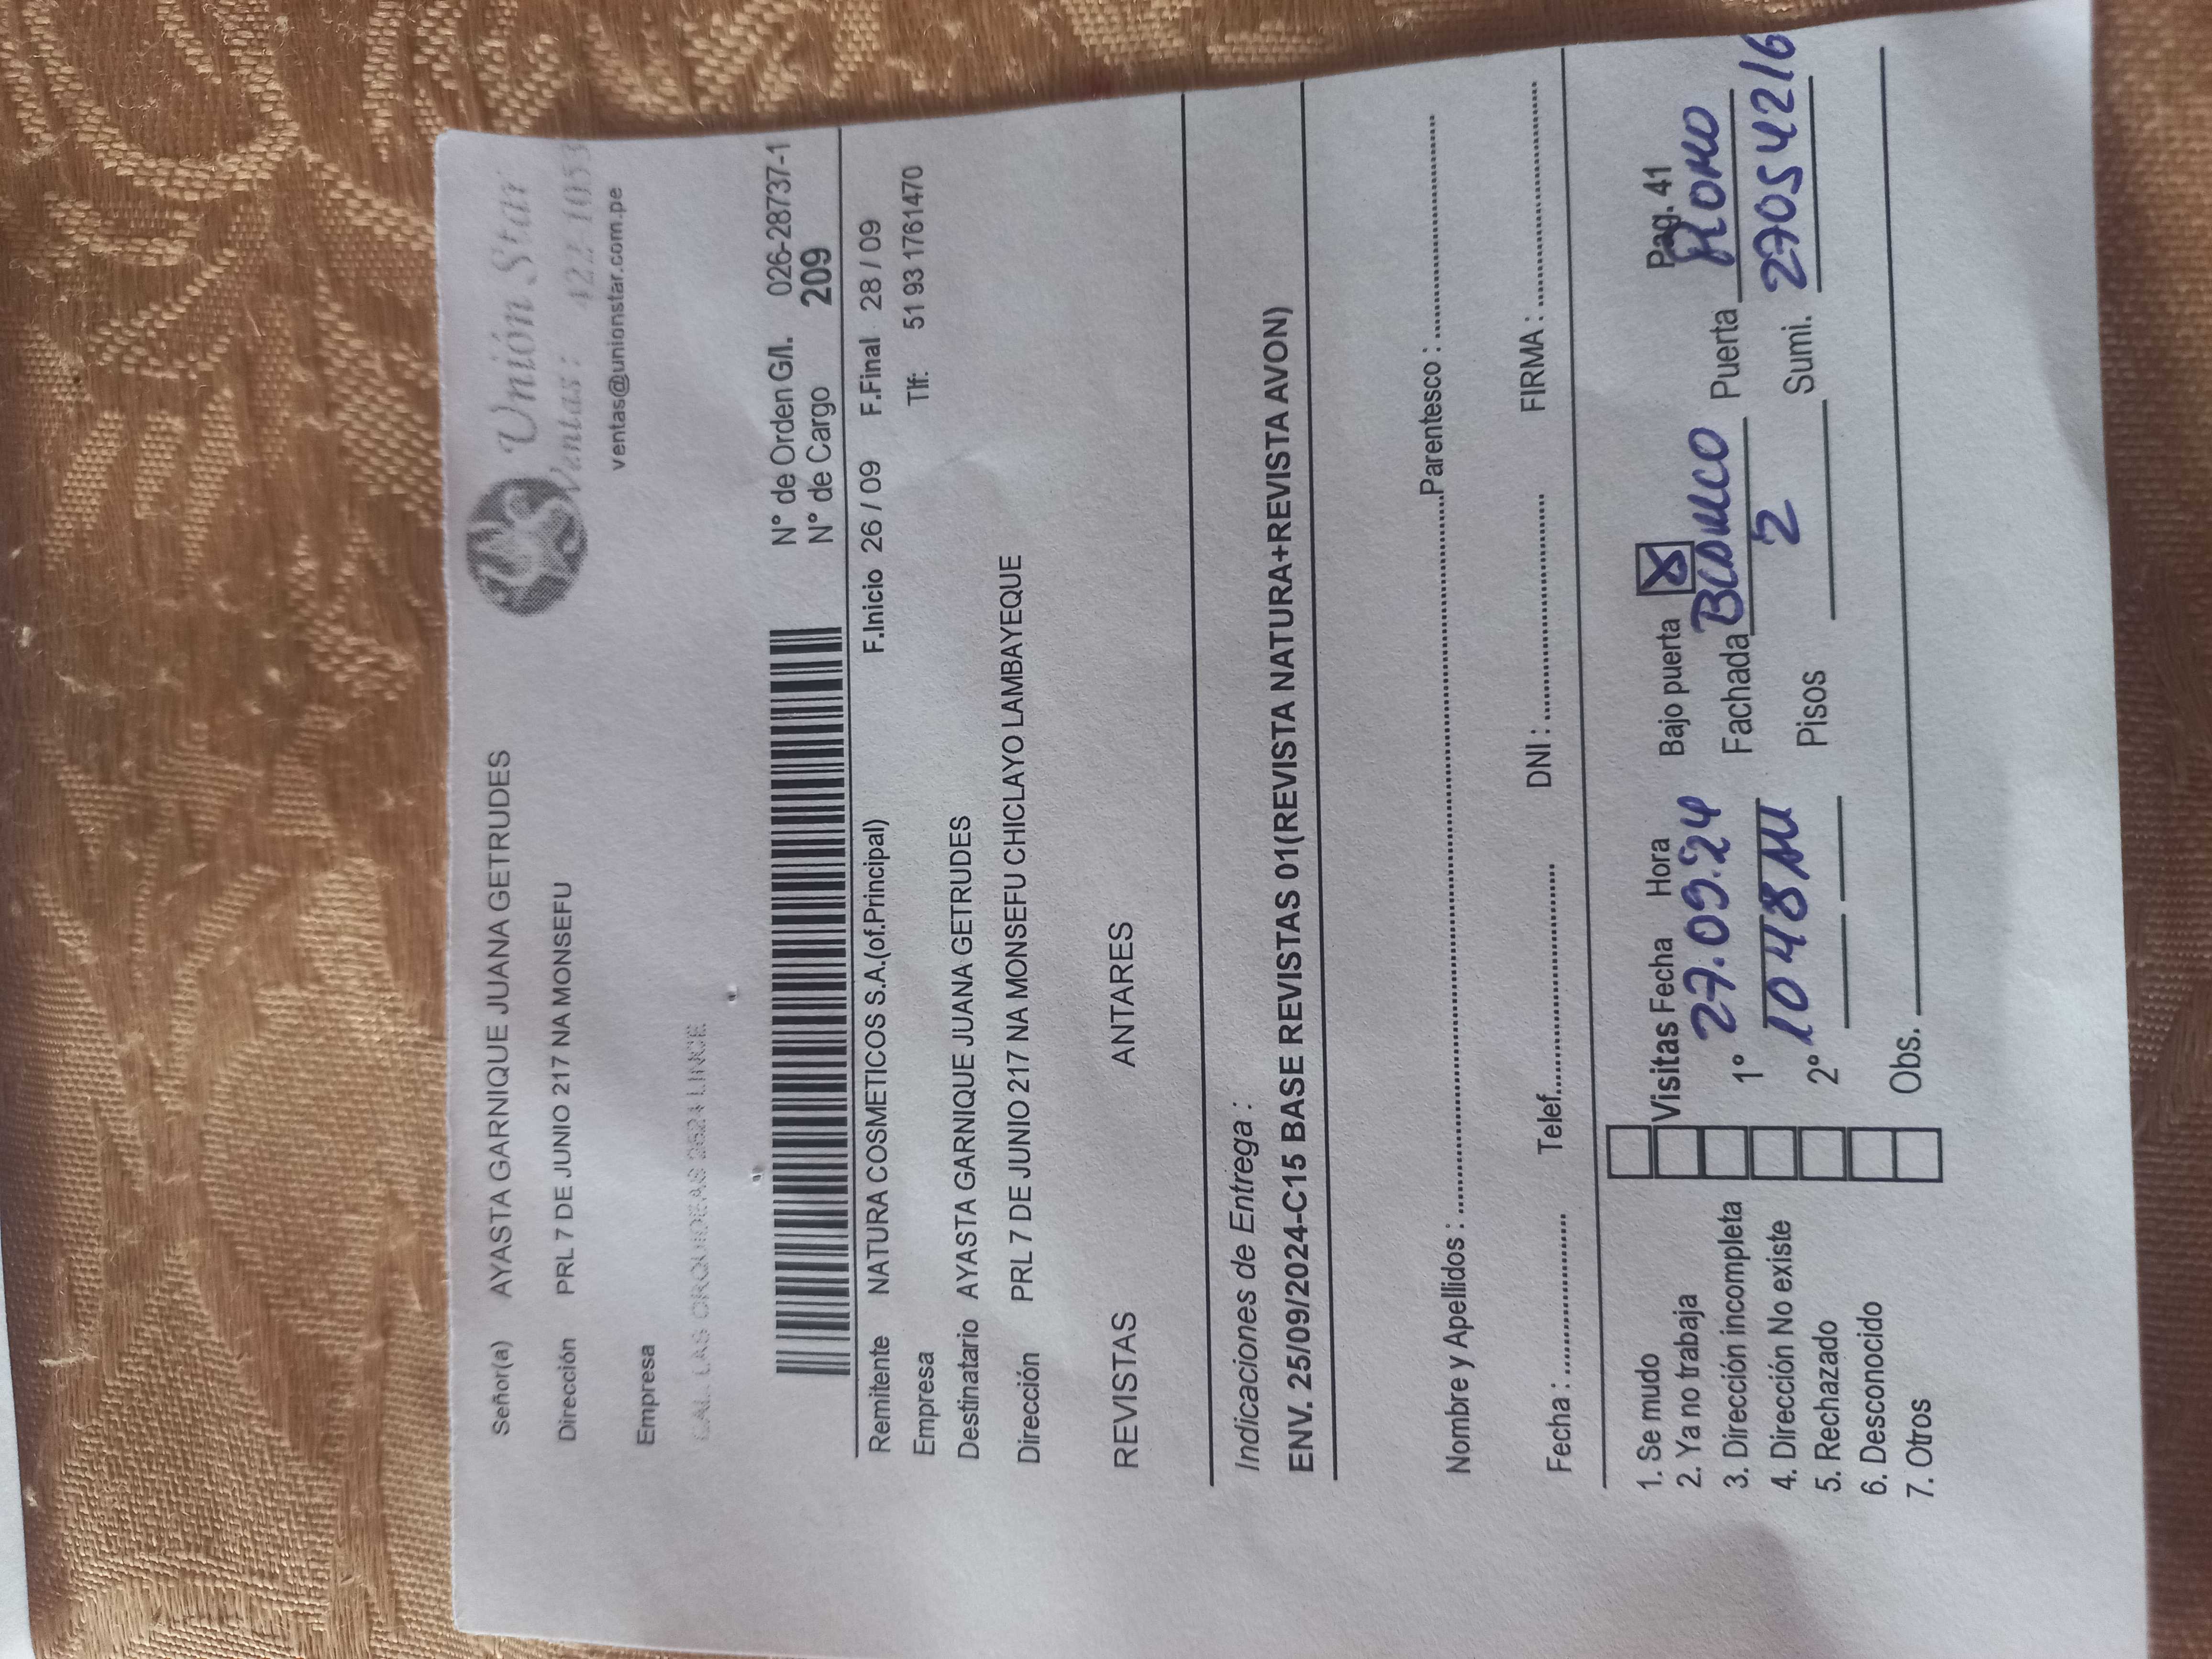 Señor(a) AYASTA GARNIQUE JUANA GETRUDES
Unión Star
Dirección PRL 7 DE JUNIO 217 NA MONSEFU
Ventas: 422-1053
ventas@unionstar.com.pe
Empresa
CAL. LAS ORQUIDEAS 2624 LINCE
N° de Orden G/I. 026-28737-1
N° de Cargo 209
Remitente NATURA COSMETICOS S.A.(of.Principal) F.Inicio 26 / 09 F.Final 28 / 09
Empresa Tlf: 51 93 1761470
Destinatario AYASTA GARNIQUE JUANA GETRUDES
Dirección PRL 7 DE JUNIO 217 NA MONSEFU CHICLAYO LAMBAYEQUE
REVISTAS ANTARES
Indicaciones de Entrega :
ENV. 25/09/2024-C15 BASE REVISTAS 01(REVISTA NATURA+REVISTA AVON)
Nombre y Apellidos : Parentesco :
Fecha : Telef. DNI : FIRMA :
1. Se mudo Visitas Fecha Hora Bajo puerta X Pag. 41
2. Ya no trabaja 27.09.24
3. Dirección incompleta 1° Fachada Blanco Puerta
4. Dirección No existe 1048
5. Rechazado 2° Pisos 2 Sumi. 27054216
6. Desconocido
7. Otros Obs.